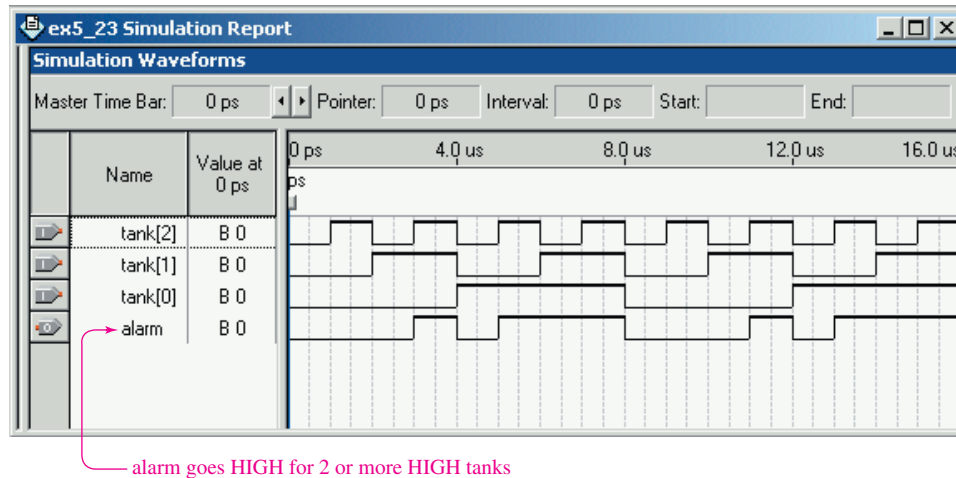 ex5_23 Simulation Report
Simulation Waveforms
Master Time Bar: 0 ps Pointer: 0 ps Interval: 0 ps Start: End:
Name Value at 0 ps 0 ps 4.0 us 8.0 us 12.0 us 16.0 us
ps
tank[2] B 0
tank[1] B 0
tank[0] B 0
alarm B 0
alarm goes HIGH for 2 or more HIGH tanks